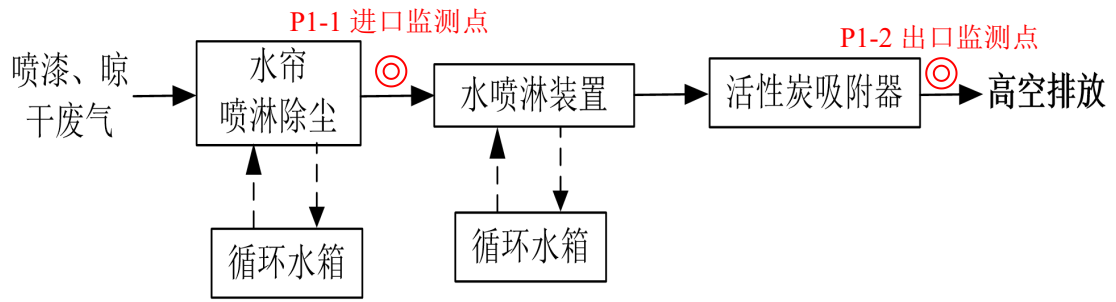 P1-1 进口监测点
P1-2 出口监测点
喷漆、晾
干废气
水帘
喷淋除尘
水喷淋装置
活性炭吸附器
高空排放
循环水箱
循环水箱